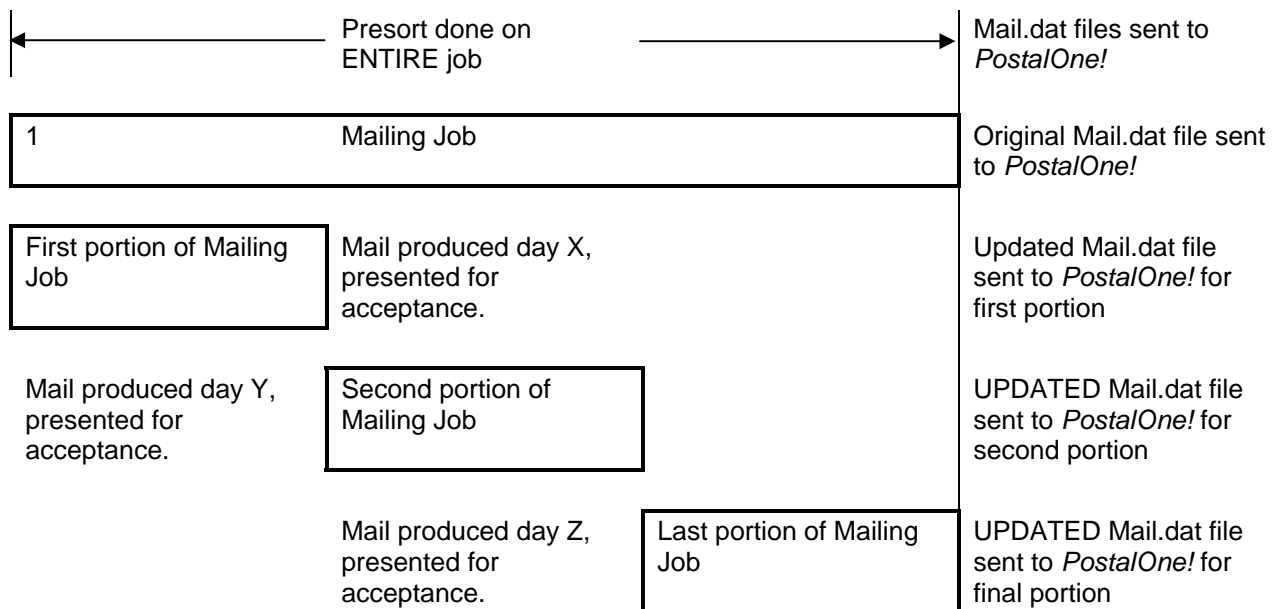 Presort done on
ENTIRE job
Mail.dat files sent to
PostalOne!
1
Mailing Job
Original Mail.dat file sent
to PostalOne!
First portion of Mailing
Job
Mail produced day X,
presented for
acceptance.
Updated Mail.dat file
sent to PostalOne! for
first portion
Mail produced day Y,
presented for
acceptance.
Second portion of
Mailing Job
UPDATED Mail.dat file
sent to PostalOne! for
second portion
Mail produced day Z,
presented for
acceptance.
Last portion of Mailing
Job
UPDATED Mail.dat file
sent to PostalOne! for
final portion